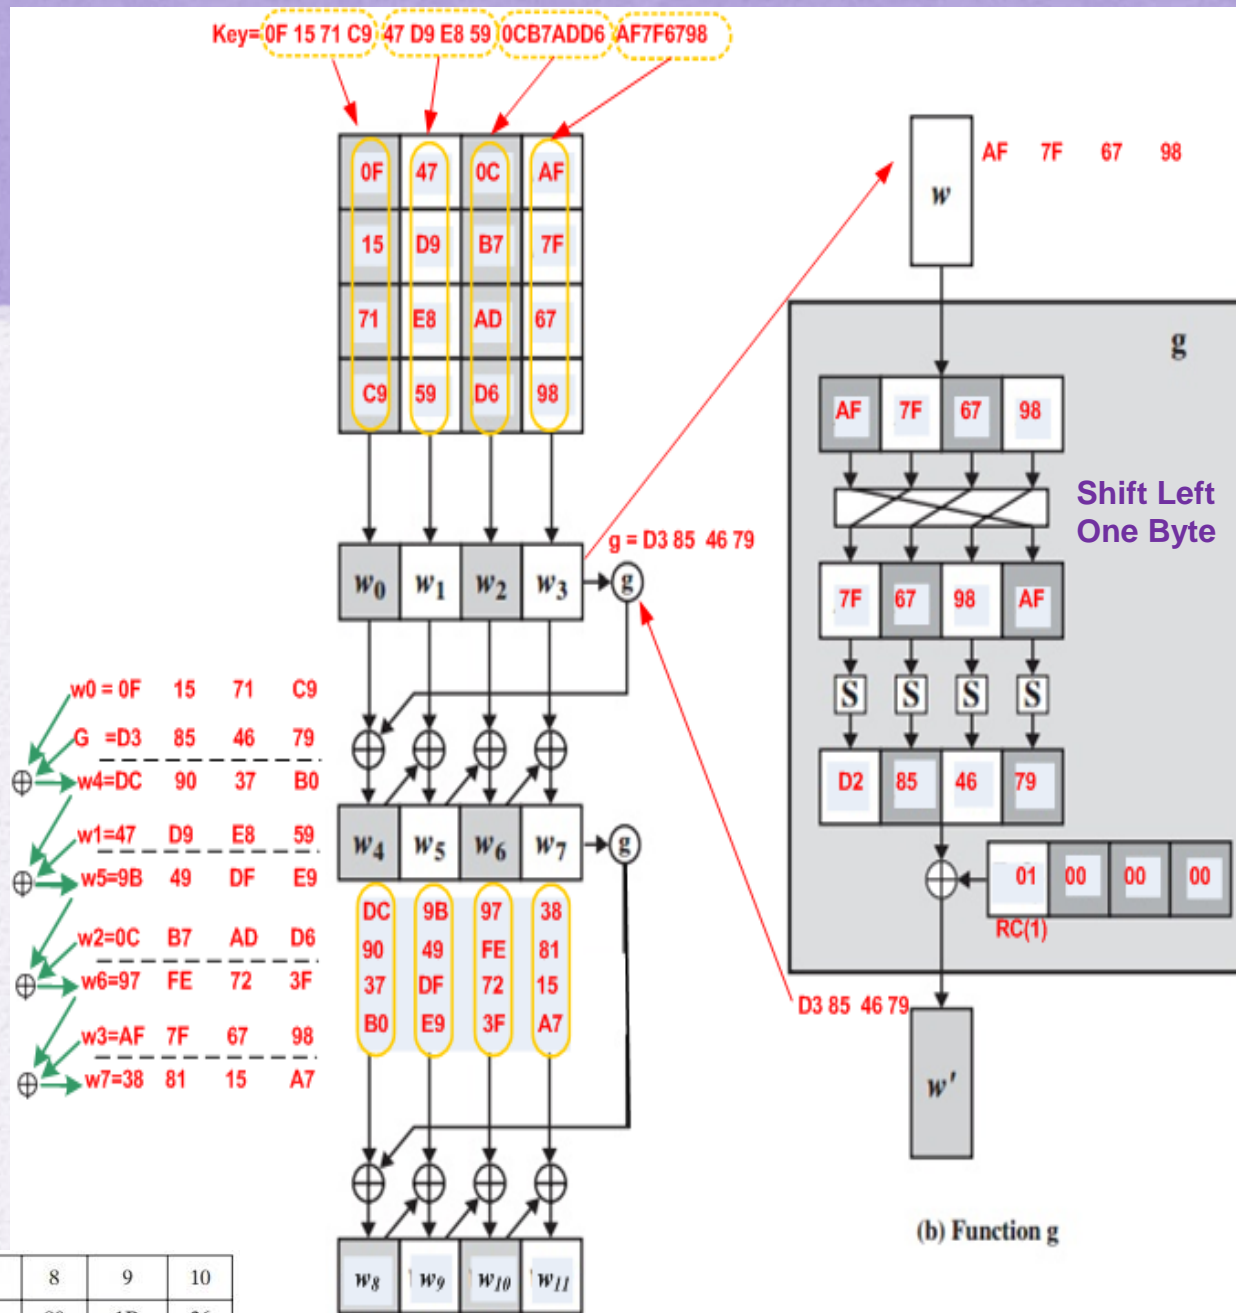 Key= 0F 15 71 C9 47 D9 E8 59 0CB7ADD6 AF7F6798
0F 47 0C AF
15 D9 B7 7F
71 E8 AD 67
C9 59 D6 98
w0 w1 w2 w3
g
g = D3 85 46 79
w0 = 0F 15 71 C9
G =D3 85 46 79
w4=DC 90 37 B0
w1=47 D9 E8 59
w5=9B 49 DF E9
w2=0C B7 AD D6
w6=97 FE 72 3F
w3=AF 7F 67 98
w7=38 81 15 A7
w4 w5 w6 w7
g
DC 9B 97 38
90 49 FE 81
37 DF 72 15
B0 E9 3F A7
w8 w9 w10 w11
8 9 10
w
AF 7F 67 98
g
AF 7F 67 98
Shift Left
One Byte
7F 67 98 AF
S S S S
D2 85 46 79
01 00 00 00
RC(1)
D3 85 46 79
w'
(b) Function g